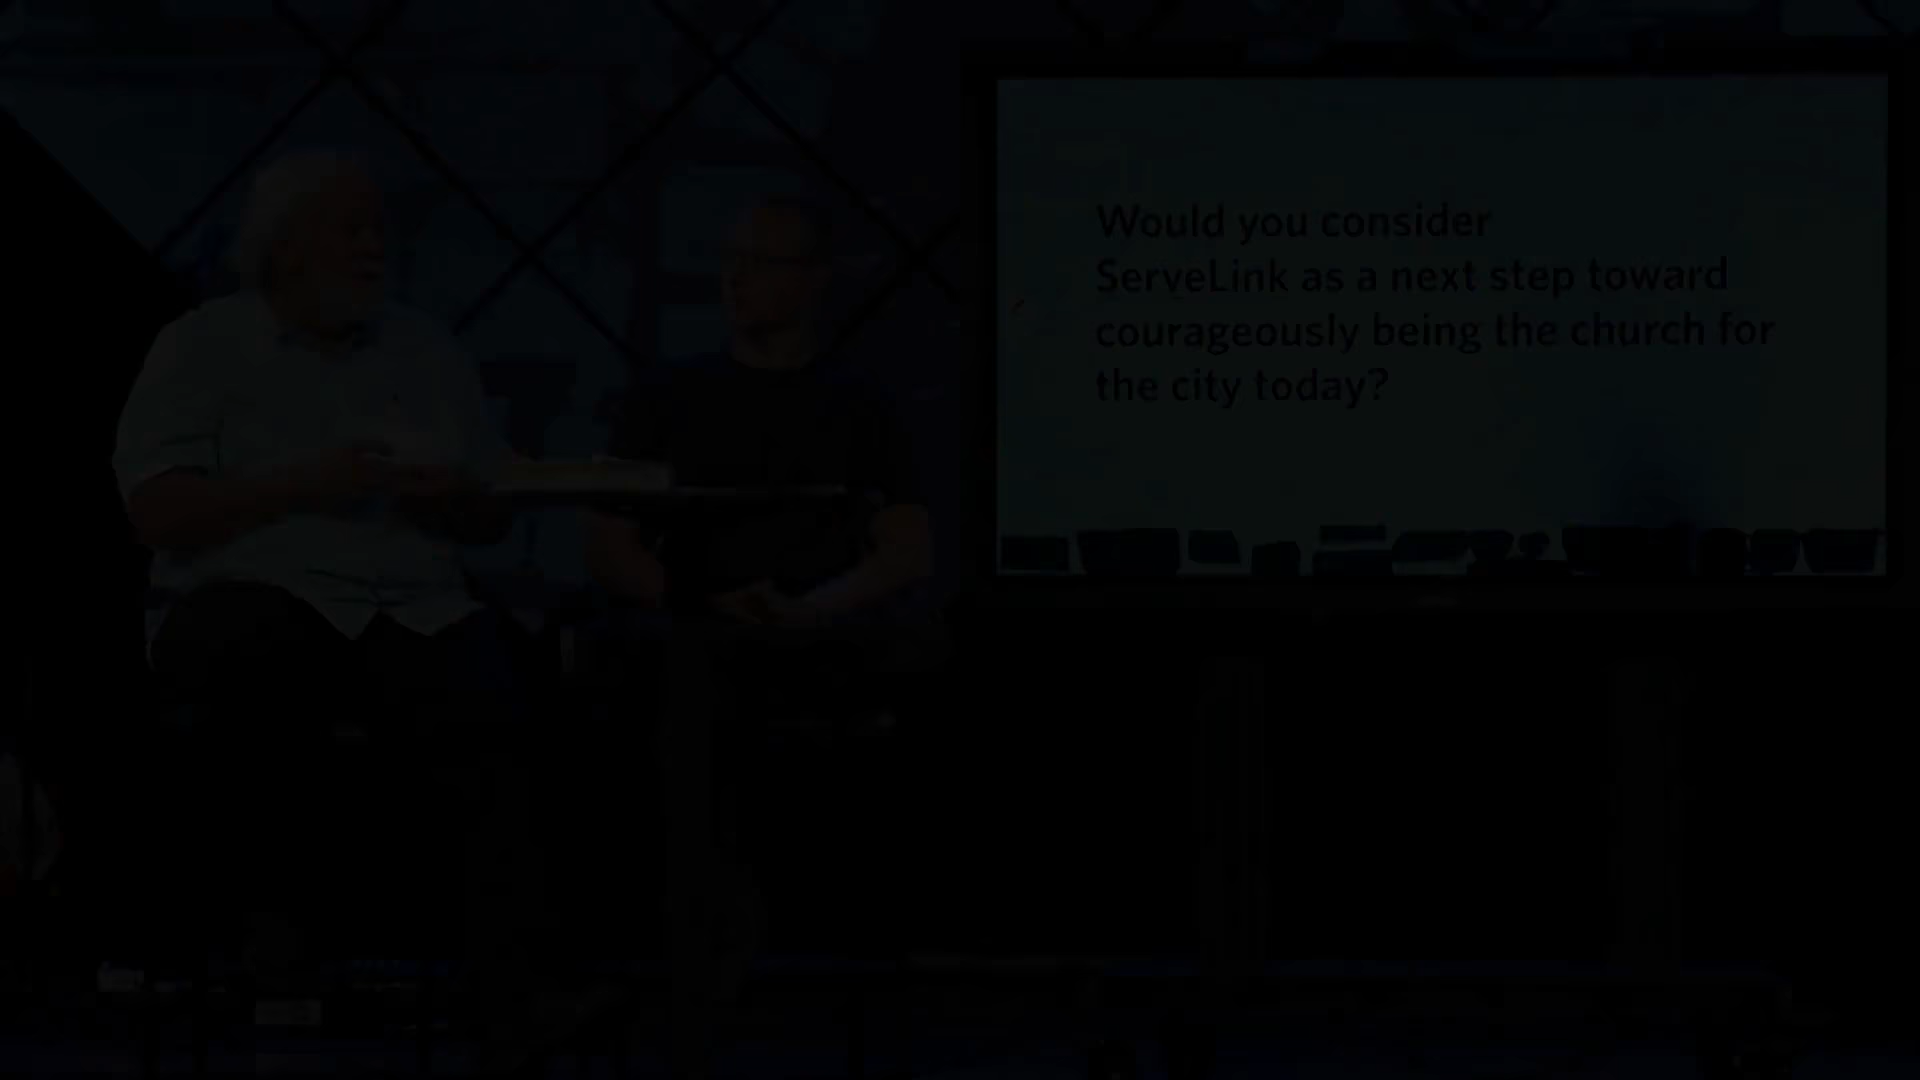 Would you consider
ServeLink as a next step toward
courageously being the church for
the city today?